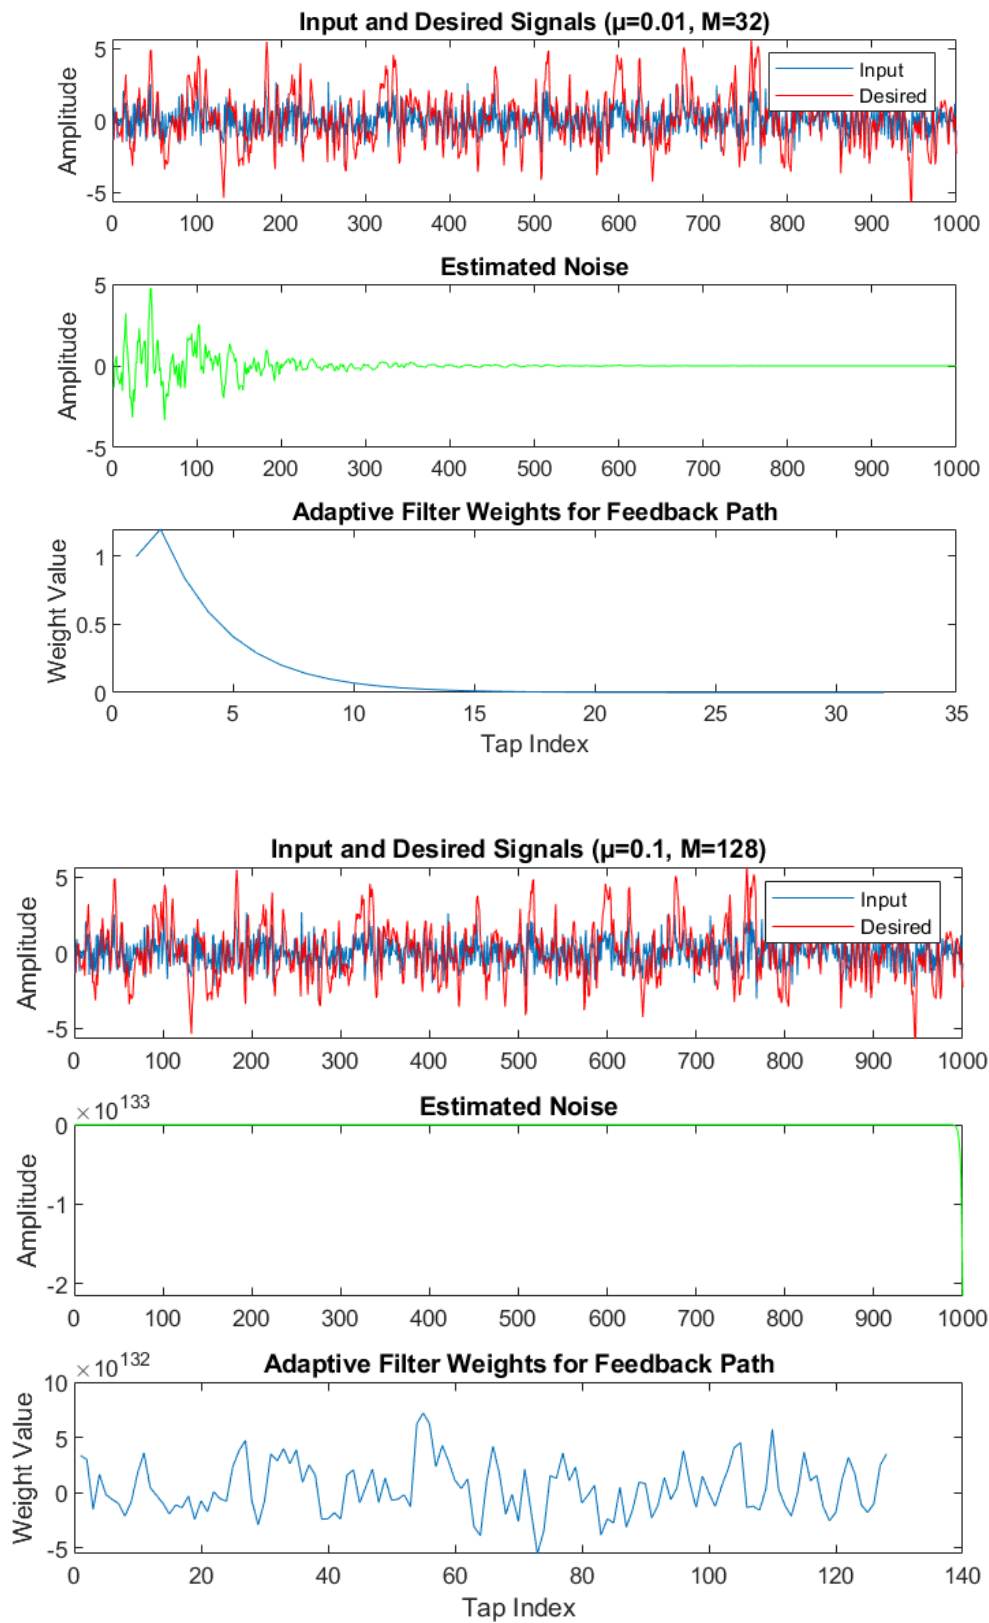 Input and Desired Signals (µ=0.01, M=32)
5
0
-5
Amplitude
Input
Desired
0 100 200 300 400 500 600 700 800 900 1000
Estimated Noise
5
0
-5
Amplitude
0 100 200 300 400 500 600 700 800 900 1000
Adaptive Filter Weights for Feedback Path
1
0.5
0
Weight Value
0 5 10 15 20 25 30 35
Tap Index
Input and Desired Signals (µ=0.1, M=128)
5
0
-5
Amplitude
Input
Desired
0 100 200 300 400 500 600 700 800 900 1000
×10^133
Estimated Noise
0
-1
-2
Amplitude
0 100 200 300 400 500 600 700 800 900 1000
×10^132
Adaptive Filter Weights for Feedback Path
10
5
0
-5
Weight Value
0 20 40 60 80 100 120 140
Tap Index